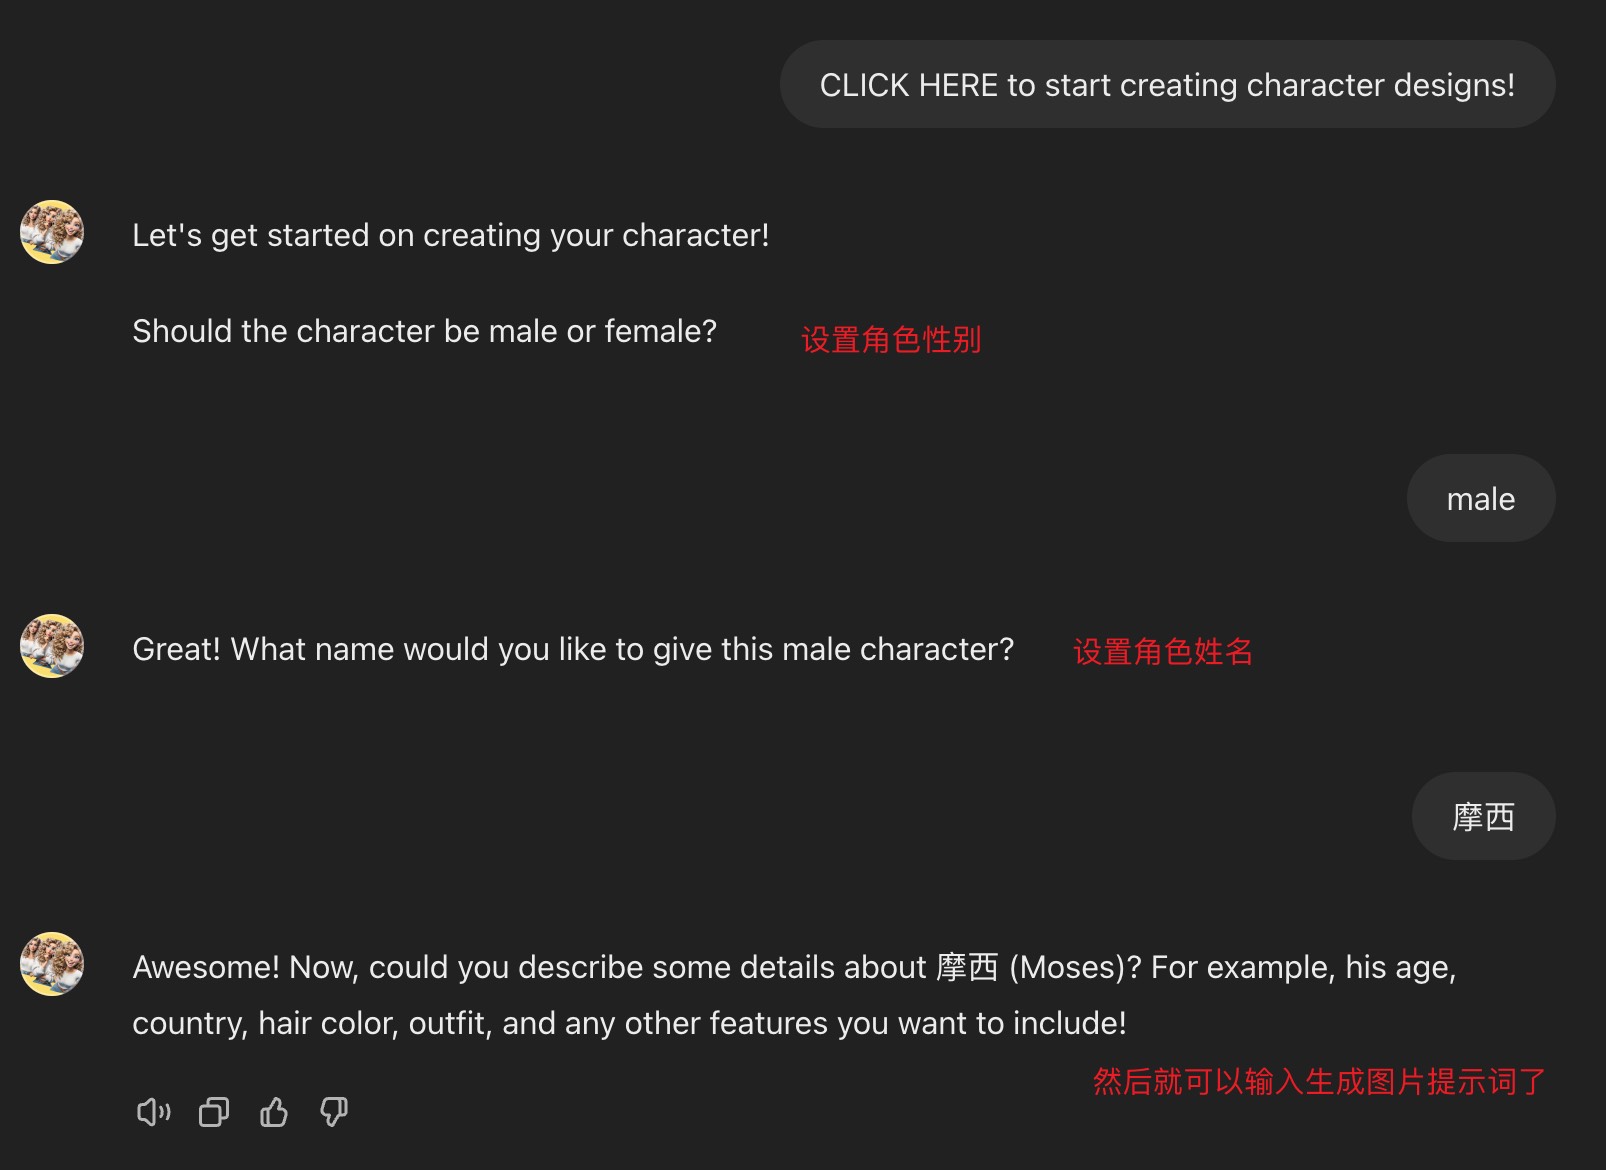 CLICK HERE to start creating character designs!
Let's get started on creating your character!
Should the character be male or female?
设置角色性别
male
Great! What name would you like to give this male character?
设置角色姓名
摩西
Awesome! Now, could you describe some details about 摩西 (Moses)? For example, his age,
country, hair color, outfit, and any other features you want to include!
然后就可以输入生成图片提示词了